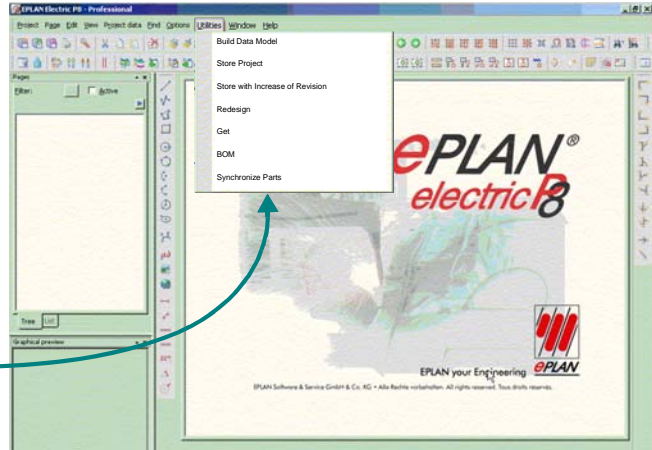 EPLAN Electric P8 - Professional
Project Page Edit View Project data Find Options Utilities Window Help
Build Data Model
Store Project
Store with Increase of Revision
Redesign
Get
BOM
Synchronize Parts
Pages
Filter:
Active
Tree List
Graphical preview
ePLAN®
electric P8
ePLAN
EPLAN your Engineering
EPLAN Software & Service GmbH & Co. KG • Alle Rechte vorbehalten. All rights reserved. Tous droits réservés.